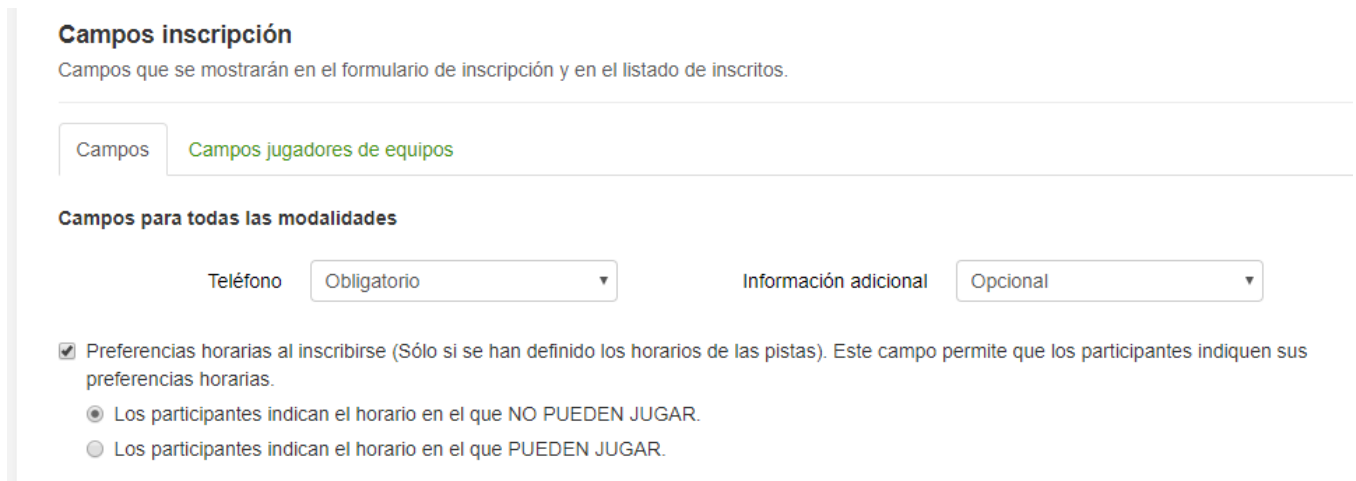 Campos inscripción
Campos que se mostrarán en el formulario de inscripción y en el listado de inscritos.
Campos Campos jugadores de equipos
Campos para todas las modalidades
Teléfono Obligatorio Información adicional Opcional
Preferencias horarias al inscribirse (Sólo si se han definido los horarios de las pistas). Este campo permite que los participantes indiquen sus
preferencias horarias.
Los participantes indican el horario en el que NO PUEDEN JUGAR.
Los participantes indican el horario en el que PUEDEN JUGAR.